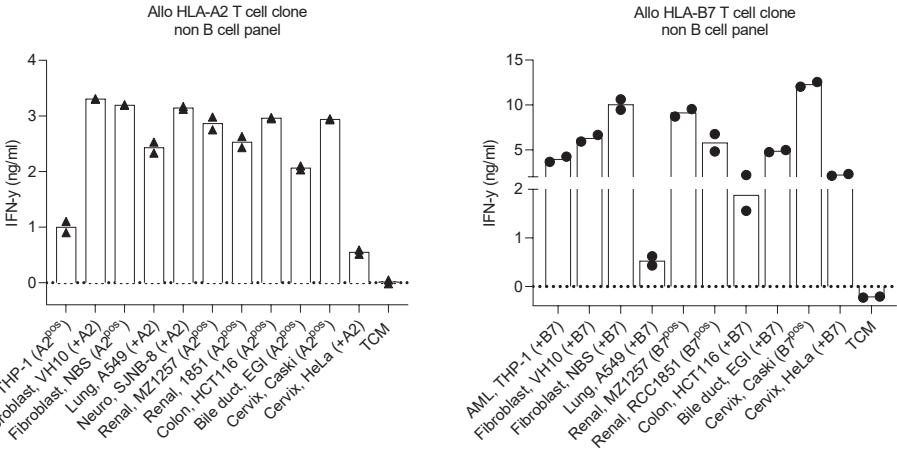 Allo HLA-A2 T cell clone
non B cell panel
IFN-y (ng/ml)
4
3
2
1
0
THP-1 (A2pos)
Fibroblast, VH10 (+A2)
Fibroblast, NBS (A2pos)
Lung, A549 (+A2)
Neuro, SJNB-8 (+A2)
Renal, MZ1257 (A2pos)
Renal, 1851 (A2pos)
Colon, HCT116 (A2pos)
Bile duct, EGI (A2pos)
Cervix, Caski (A2pos)
Cervix, HeLa (+A2)
TCM
Allo HLA-B7 T cell clone
non B cell panel
IFN-y (ng/ml)
15
10
5
2
1
0
AML, THP-1 (+B7)
Fibroblast, VH10 (+B7)
Fibroblast, NBS (+B7)
Lung, A549 (+B7)
Renal, MZ1257 (B7pos)
Renal, RCC1851 (B7pos)
Colon, HCT116 (+B7)
Bile duct, EGI (+B7)
Cervix, Caski (B7pos)
Cervix, HeLa (+B7)
TCM